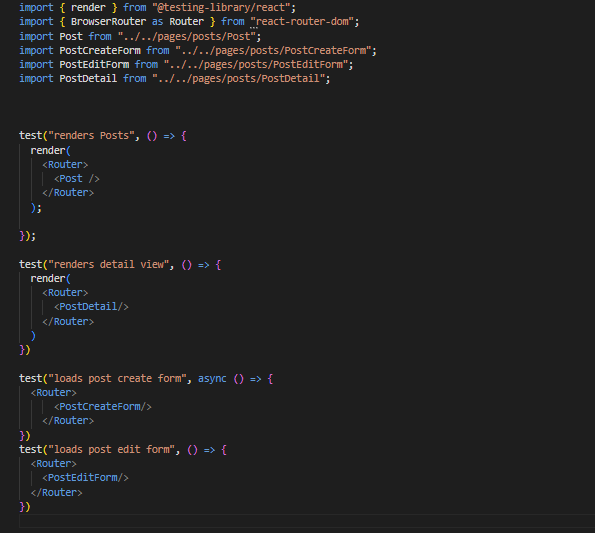 import { render } from "@testing-library/react";
import { BrowserRouter as Router } from "react-router-dom";
import Post from "../../pages/posts/Post";
import PostCreateForm from "../../pages/posts/PostCreateForm";
import PostEditForm from "../../pages/posts/PostEditForm";
import PostDetail from "../../pages/posts/PostDetail";
test("renders Posts", () => {
render(
<Router>
<Post />
</Router>
);
});
test("renders detail view", () => {
render(
<Router>
<PostDetail/>
</Router>
)
})
test("loads post create form", async () => {
<Router>
<PostCreateForm/>
</Router>
})
test("loads post edit form", () => {
<Router>
<PostEditForm/>
</Router>
})